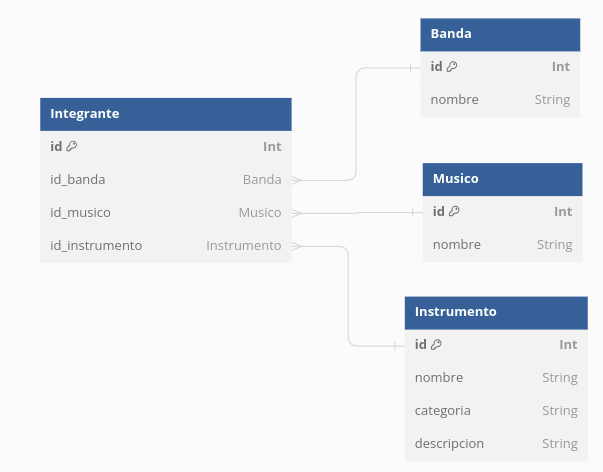 Integrante
id Int
id_banda Banda
id_musico Musico
id_instrumento Instrumento
Banda
id Int
nombre String
Musico
id Int
nombre String
Instrumento
id Int
nombre String
categoria String
descripcion String